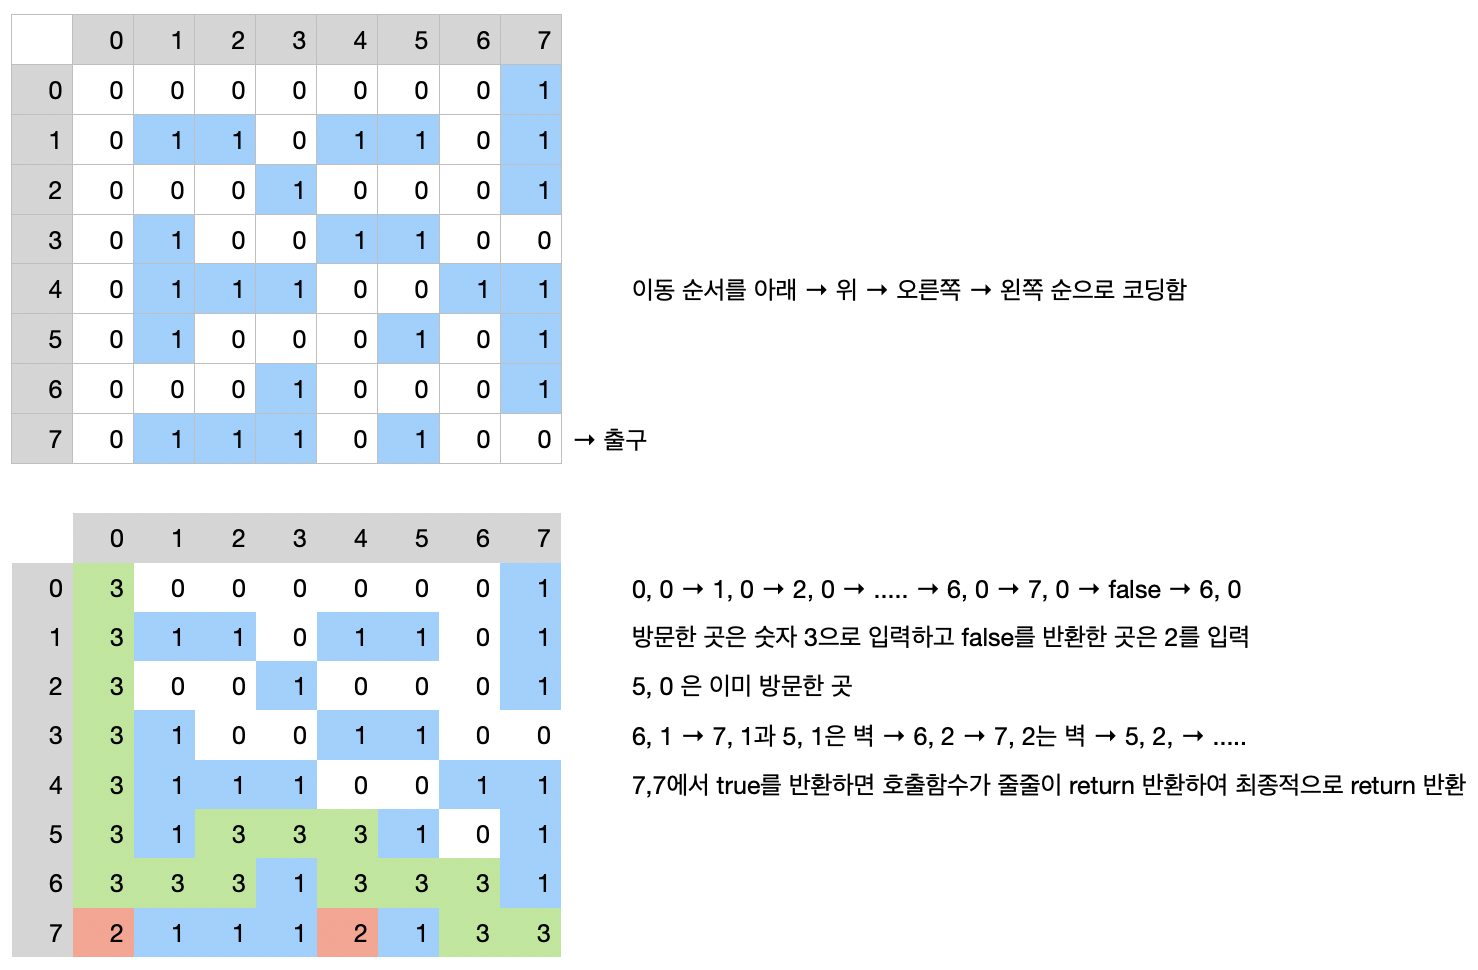 0 1 2 3 4 5 6 7
0 0 0 0 0 0 0 0 1
1 0 1 1 0 1 1 0 1
2 0 0 0 1 0 0 0 1
3 0 1 0 0 1 1 0 0
4 0 1 1 1 0 0 1 1 이동 순서를 아래 → 위 → 오른쪽 → 왼쪽 순으로 코딩함
5 0 1 0 0 0 1 0 1
6 0 0 0 1 0 0 0 1
7 0 1 1 1 0 1 0 0 → 출구
0 1 2 3 4 5 6 7
0 3 0 0 0 0 0 0 1 0, 0 → 1, 0 → 2, 0 → ..... → 6, 0 → 7, 0 → false → 6, 0
1 3 1 1 0 1 1 0 1 방문한 곳은 숫자 3으로 입력하고 false를 반환한 곳은 2를 입력
2 3 0 0 1 0 0 0 1 5, 0 은 이미 방문한 곳
3 3 1 0 0 1 1 0 0 6, 1 → 7, 1과 5, 1은 벽 → 6, 2 → 7, 2는 벽 → 5, 2, → .....
4 3 1 1 1 0 0 1 1 7,7에서 true를 반환하면 호출함수가 줄줄이 return 반환하여 최종적으로 return 반환
5 3 1 3 3 3 1 0 1
6 3 3 3 1 3 3 3 1
7 2 1 1 1 2 1 3 3